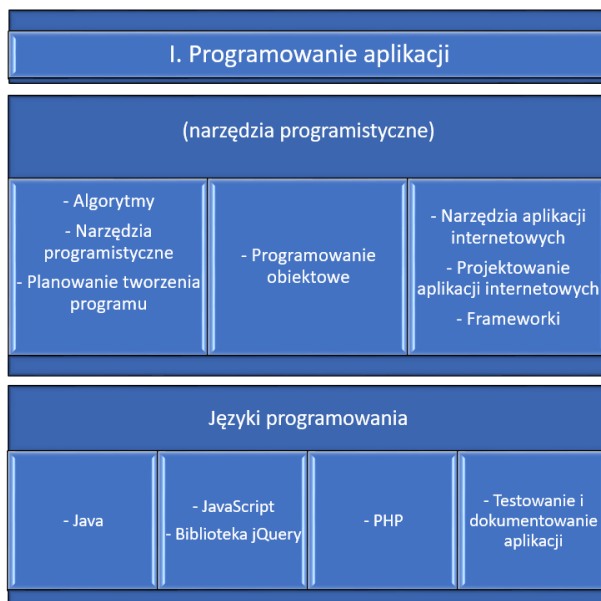 I. Programowanie aplikacji
(narzędzia programistyczne)
- Algorytmy
- Narzędzia
programistyczne
- Planowanie tworzenia
programu
- Programowanie
obiektowe
- Narzędzia aplikacji
internetowych
- Projektowanie
aplikacji internetowych
- Frameworki
Języki programowania
- Java
- JavaScript
- Biblioteka jQuery
- PHP
- Testowanie i
dokumentowanie
aplikacji